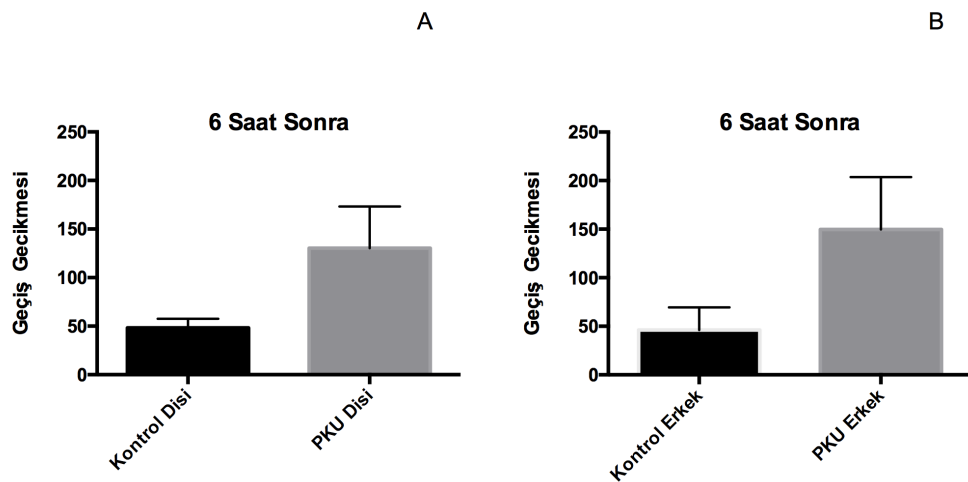 A
6 Saat Sonra
Geçiş Gecikmesi
250
200
150
100
50
0
Kontrol Disi
PKU Disi
B
6 Saat Sonra
Geçiş Gecikmesi
250
200
150
100
50
0
Kontrol Erkek
PKU Erkek